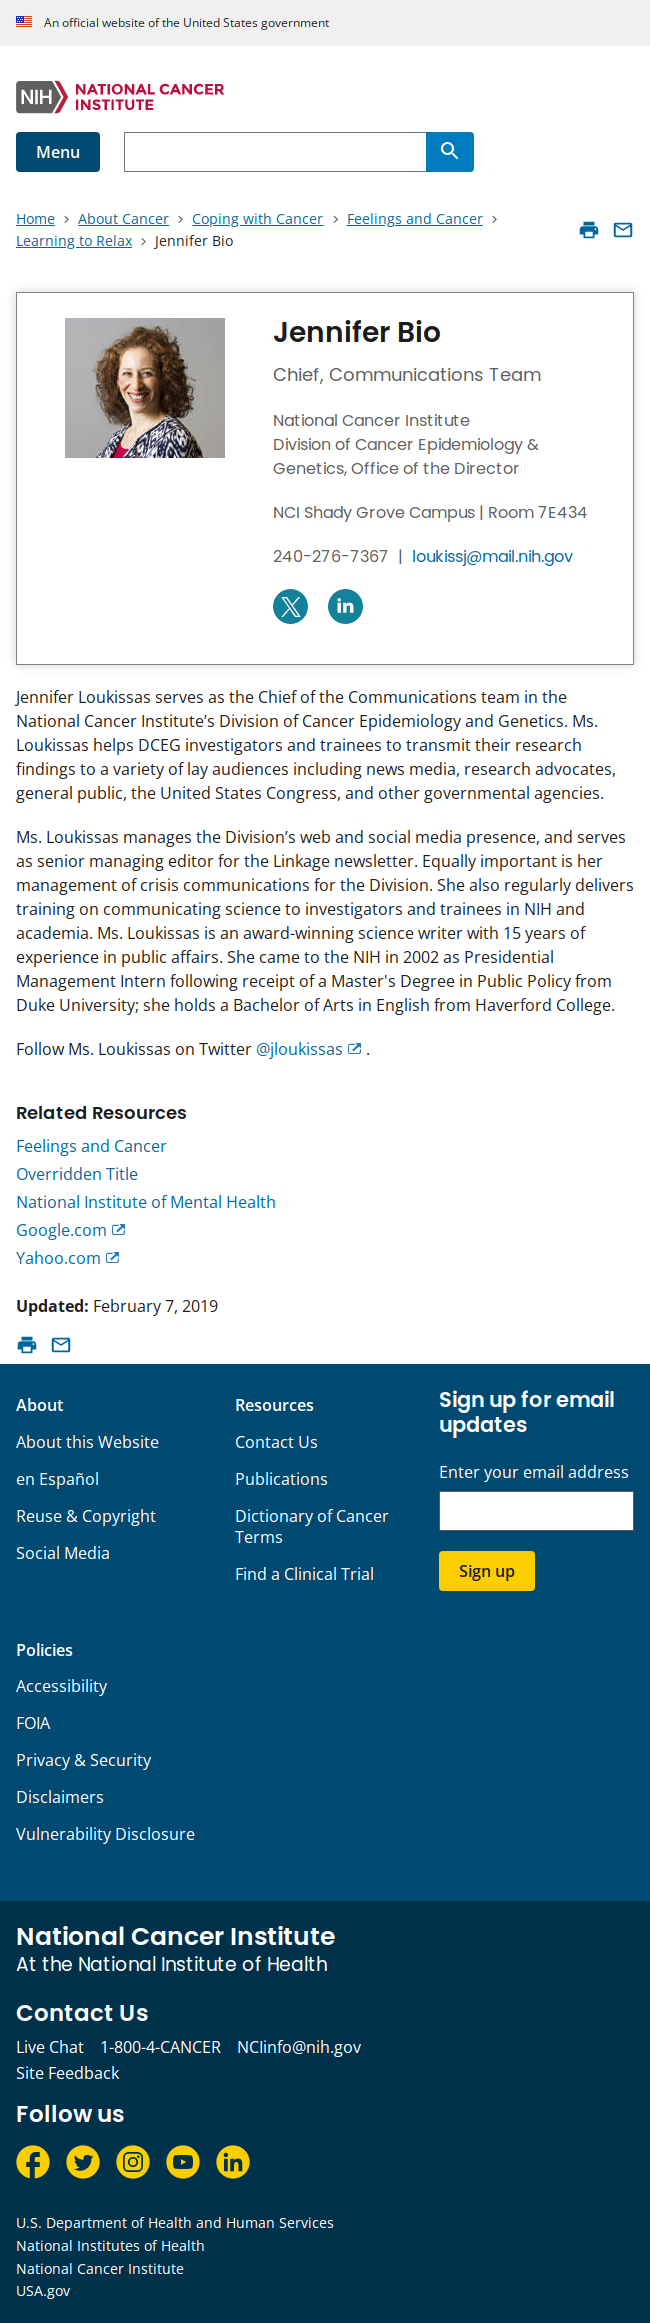 An official website of the United States government
NIH NATIONAL CANCER
INSTITUTE
Menu
Home > About Cancer > Coping with Cancer > Feelings and Cancer >
Learning to Relax > Jennifer Bio
Jennifer Bio
Chief, Communications Team
National Cancer Institute
Division of Cancer Epidemiology &
Genetics, Office of the Director
NCI Shady Grove Campus | Room 7E434
240-276-7367 | loukissj@mail.nih.gov
Jennifer Loukissas serves as the Chief of the Communications team in the
National Cancer Institute’s Division of Cancer Epidemiology and Genetics. Ms.
Loukissas helps DCEG investigators and trainees to transmit their research
findings to a variety of lay audiences including news media, research advocates,
general public, the United States Congress, and other governmental agencies.
Ms. Loukissas manages the Division’s web and social media presence, and serves
as senior managing editor for the Linkage newsletter. Equally important is her
management of crisis communications for the Division. She also regularly delivers
training on communicating science to investigators and trainees in NIH and
academia. Ms. Loukissas is an award-winning science writer with 15 years of
experience in public affairs. She came to the NIH in 2002 as Presidential
Management Intern following receipt of a Master's Degree in Public Policy from
Duke University; she holds a Bachelor of Arts in English from Haverford College.
Follow Ms. Loukissas on Twitter @jloukissas .
Related Resources
Feelings and Cancer
Overridden Title
National Institute of Mental Health
Google.com
Yahoo.com
Updated: February 7, 2019
About
About this Website
en Español
Reuse & Copyright
Social Media
Resources
Contact Us
Publications
Dictionary of Cancer
Terms
Find a Clinical Trial
Sign up for email
updates
Enter your email address
Sign up
Policies
Accessibility
FOIA
Privacy & Security
Disclaimers
Vulnerability Disclosure
National Cancer Institute
At the National Institute of Health
Contact Us
Live Chat 1-800-4-CANCER NCIinfo@nih.gov
Site Feedback
Follow us
U.S. Department of Health and Human Services
National Institutes of Health
National Cancer Institute
USA.gov